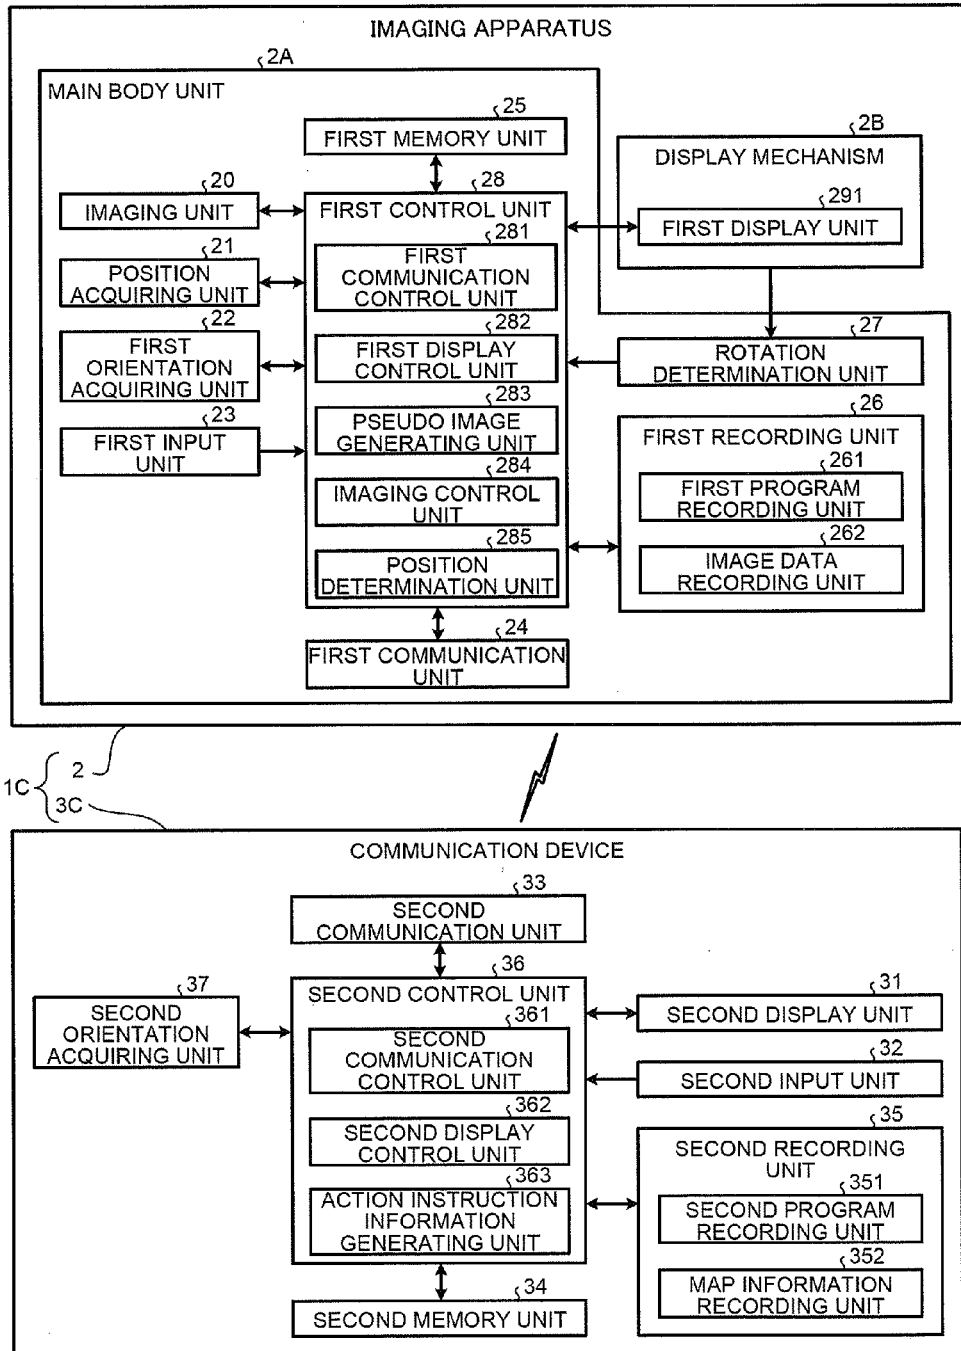 IMAGING APPARATUS
2A
MAIN BODY UNIT
25
FIRST MEMORY UNIT
2B
DISPLAY MECHANISM
20
IMAGING UNIT
28
FIRST CONTROL UNIT
291
FIRST DISPLAY UNIT
21
POSITION
ACQUIRING UNIT
281
FIRST
COMMUNICATION
CONTROL UNIT
22
FIRST
ORIENTATION
ACQUIRING UNIT
282
FIRST DISPLAY
CONTROL UNIT
27
ROTATION
DETERMINATION UNIT
23
FIRST INPUT
UNIT
283
PSEUDO IMAGE
GENERATING UNIT
26
FIRST RECORDING UNIT
284
IMAGING CONTROL
UNIT
261
FIRST PROGRAM
RECORDING UNIT
285
POSITION
DETERMINATION UNIT
262
IMAGE DATA
RECORDING UNIT
24
FIRST COMMUNICATION
UNIT
1C
2
3C
COMMUNICATION DEVICE
33
SECOND
COMMUNICATION UNIT
37
SECOND
ORIENTATION
ACQUIRING UNIT
36
SECOND CONTROL UNIT
31
SECOND DISPLAY UNIT
361
SECOND
COMMUNICATION
CONTROL UNIT
32
SECOND INPUT UNIT
362
SECOND DISPLAY
CONTROL UNIT
35
SECOND RECORDING
UNIT
363
ACTION INSTRUCTION
INFORMATION
GENERATING UNIT
351
SECOND PROGRAM
RECORDING UNIT
352
MAP INFORMATION
RECORDING UNIT
34
SECOND MEMORY UNIT